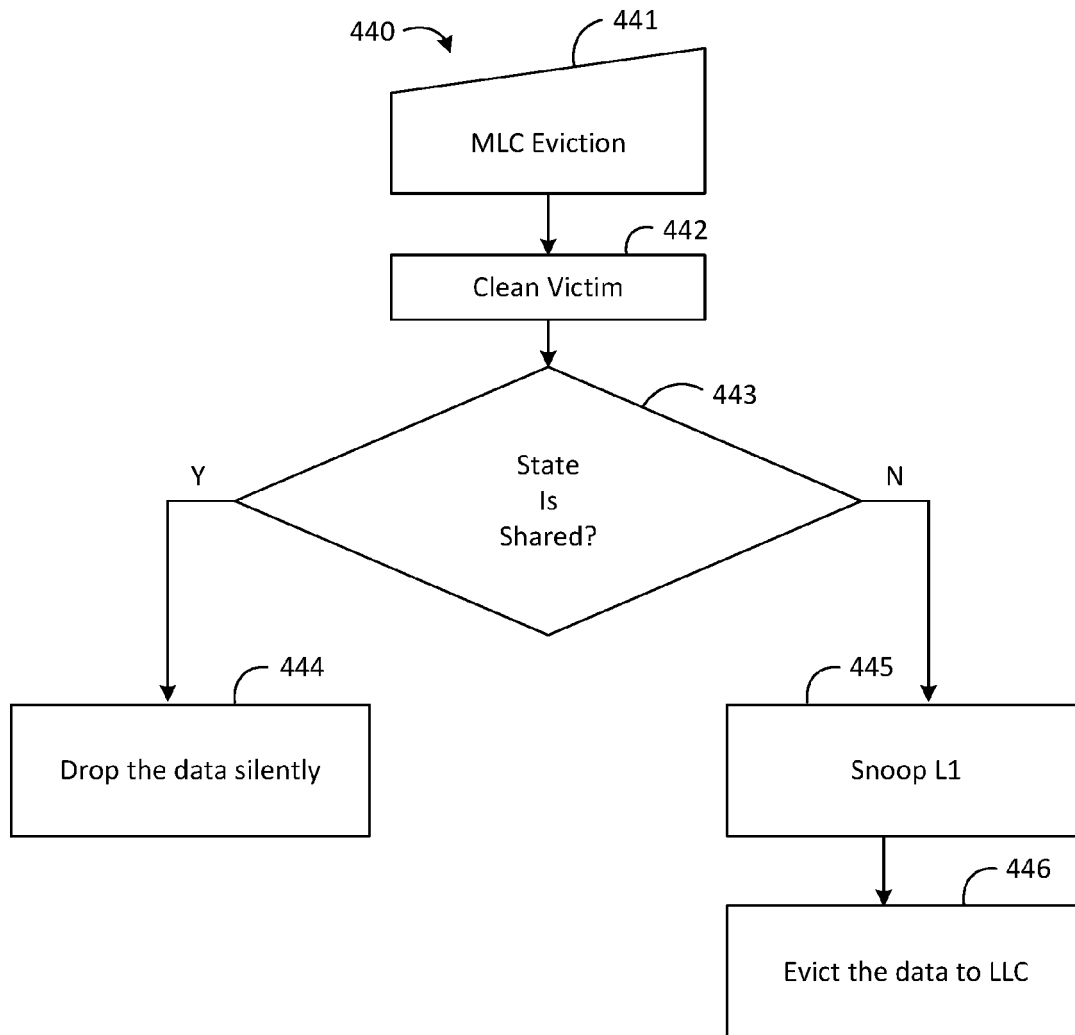 440
441
MLC Eviction
442
Clean Victim
443
Y
State
Is
Shared?
N
444
Drop the data silently
445
Snoop L1
446
Evict the data to LLC